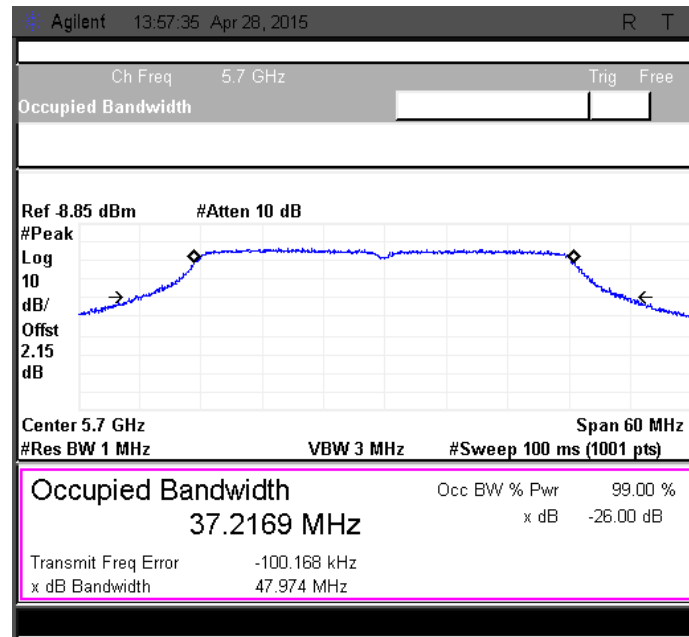 Agilent 13:57:35 Apr 28, 2015 R T
Ch Freq 5.7 GHz Trig Free
Occupied Bandwidth
Ref -8.85 dBm #Atten 10 dB
#Peak
Log
10
dB/
Offst
2.15
dB
Center 5.7 GHz Span 60 MHz
#Res BW 1 MHz VBW 3 MHz #Sweep 100 ms (1001 pts)
Occupied Bandwidth Occ BW % Pwr 99.00 %
37.2169 MHz x dB -26.00 dB
Transmit Freq Error -100.168 kHz
x dB Bandwidth 47.974 MHz